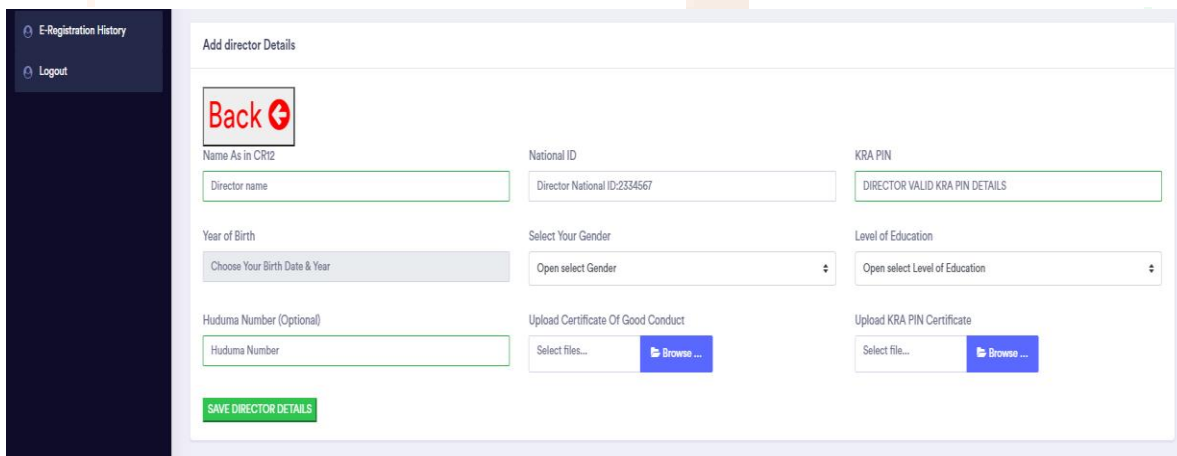 E-Registration History
Logout
Add director Details
Back
Name As in CR12
National ID
KRA PIN
Director name
Director National ID:2334567
DIRECTOR VALID KRA PIN DETAILS
Year of Birth
Select Your Gender
Level of Education
Choose Your Birth Date & Year
Open select Gender
Open select Level of Education
Huduma Number (Optional)
Upload Certificate Of Good Conduct
Upload KRA PIN Certificate
Huduma Number
Select files...
Browse ...
Select file...
Browse ...
SAVE DIRECTOR DETAILS